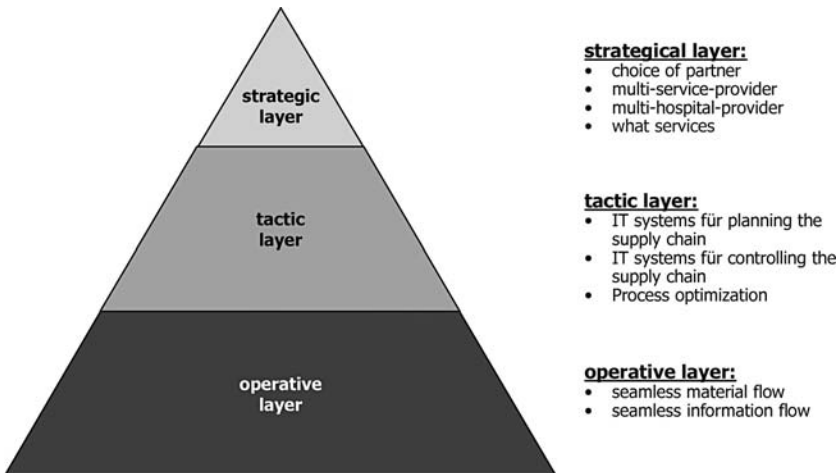 strategic
layer
tactic
layer
operative
layer
strategical layer:
• choice of partner
• multi-service-provider
• multi-hospital-provider
• what services
tactic layer:
• IT systems für planning the
supply chain
• IT systems für controlling the
supply chain
• Process optimization
operative layer:
• seamless material flow
• seamless information flow